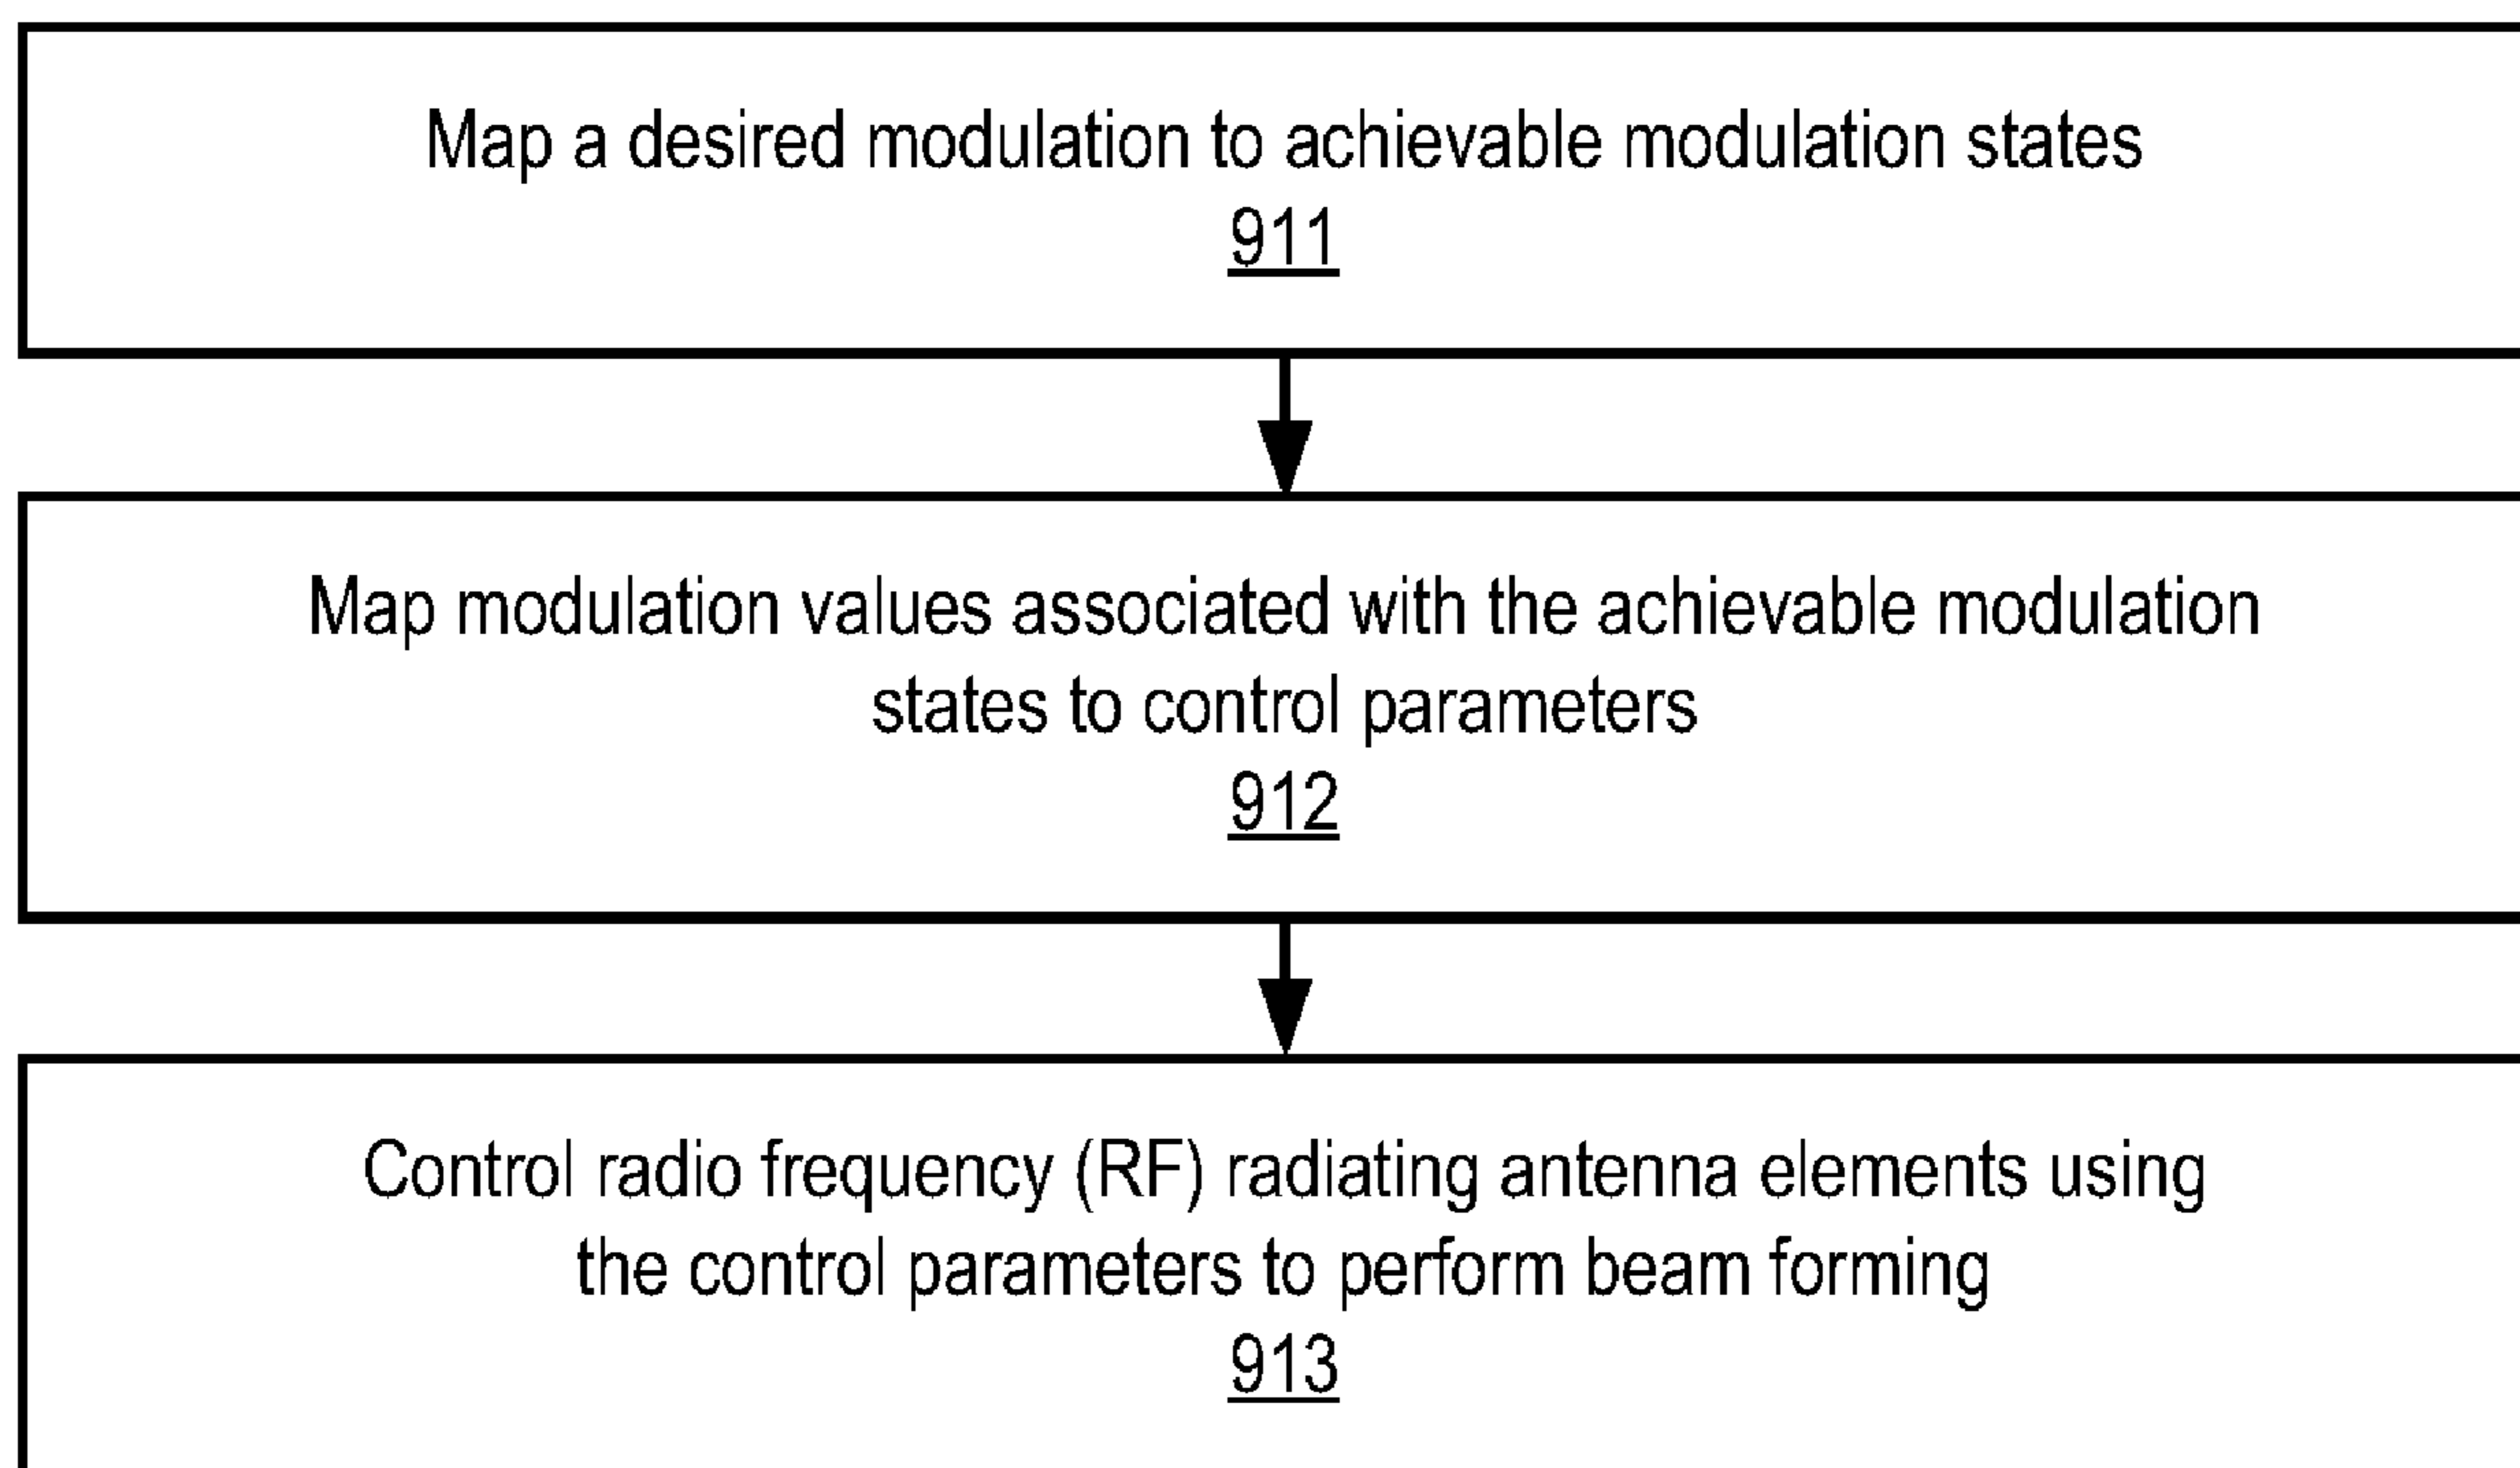 Map a desired modulation to achievable modulation states
911
Map modulation values associated with the achievable modulation
states to control parameters
912
Control radio frequency (RF) radiating antenna elements using
the control parameters to perform beam forming
913